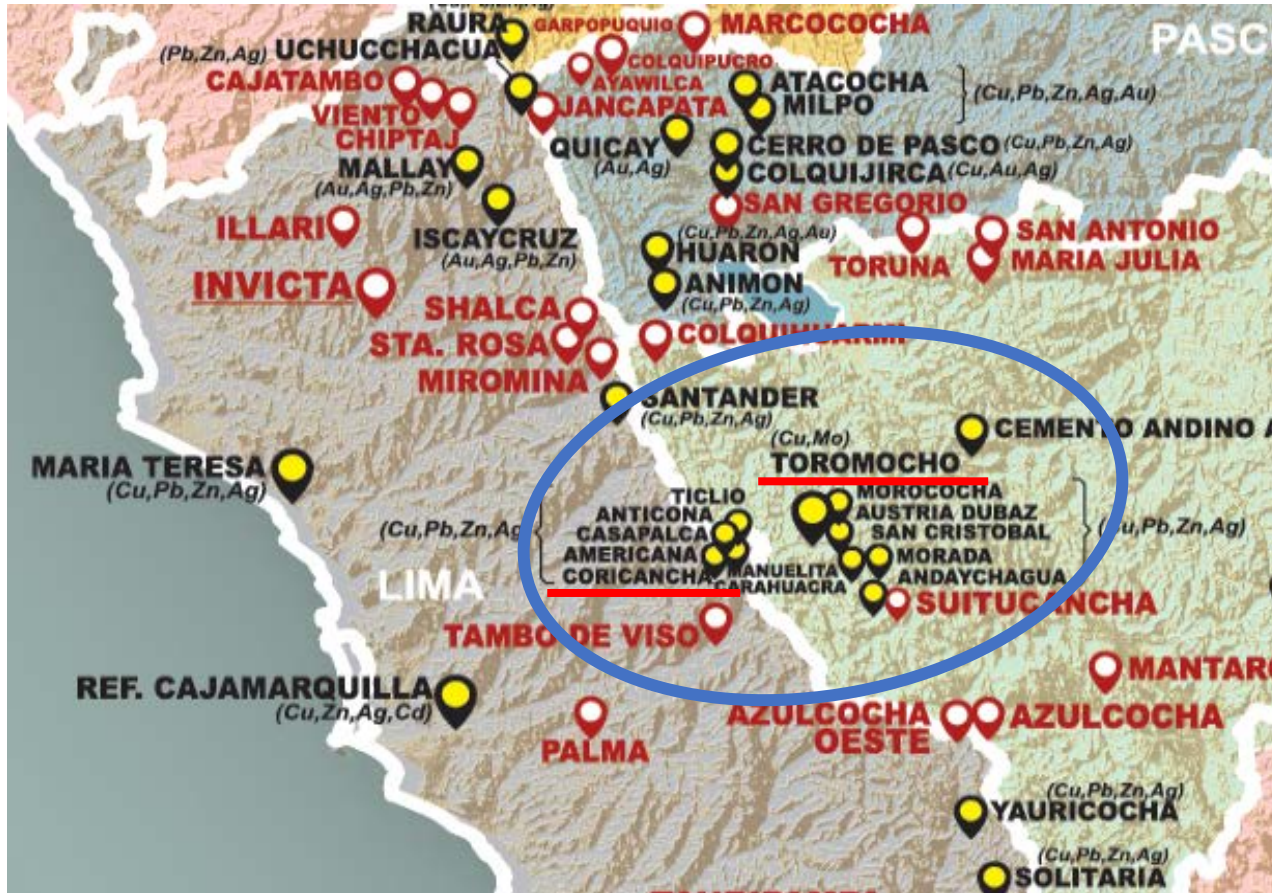 RAURA
(Pb,Zn,Ag) UCHUCCHACUA
GARPOPUQUIO
MARCOCOCHA
PASC
CAJATAMBO
COLQUIPUCRO
AYAWILCA
ATACOCHA
MILPO
(Cu,Pb,Zn,Ag,Au)
VIENTO
CHIPTAJ
JANCAPATA
QUICAY
(Au,Ag)
CERRO DE PASCO (Cu,Pb,Zn,Ag)
COLQUIJIRCA (Cu,Au,Ag)
MALLAY
(Au,Ag,Pb,Zn)
SAN GREGORIO
ILLARI
ISCAYCRUZ
(Au,Ag,Pb,Zn)
(Cu,Pb,Zn,Ag,Au)
HUARON
ANIMON
(Cu,Pb,Zn,Ag)
TORUNA
SAN ANTONIO
MARIA JULIA
INVICTA
SHALCA
STA. ROSA
MIROMINA
COLQUIHUARMI
SANTANDER
(Cu,Pb,Zn,Ag)
(Cu,Mo)
TOROMOCHO
CEMENTO ANDINO A
MARIA TERESA
(Cu,Pb,Zn,Ag)
TICLIO
ANTICONA
CASAPALCA
AMERICANA
CORICANCHA
(Cu,Pb,Zn,Ag)
MOROCOCHA
AUSTRIA DUBAZ
SAN CRISTOBAL
MORADA
ANDAYCHAGUA
(Cu,Pb,Zn,Ag)
MANUELITA
CARAHUACRA
LIMA
SUITUCANCHA
TAMBO DE VISO
REF. CAJAMARQUILLA
(Cu,Zn,Ag,Cd)
PALMA
AZULCOCHA
OESTE
AZULCOCHA
MANTARO
(Cu,Pb,Zn,Ag)
YAURICOCHA
(Cu,Pb,Zn,Ag)
SOLITARIA